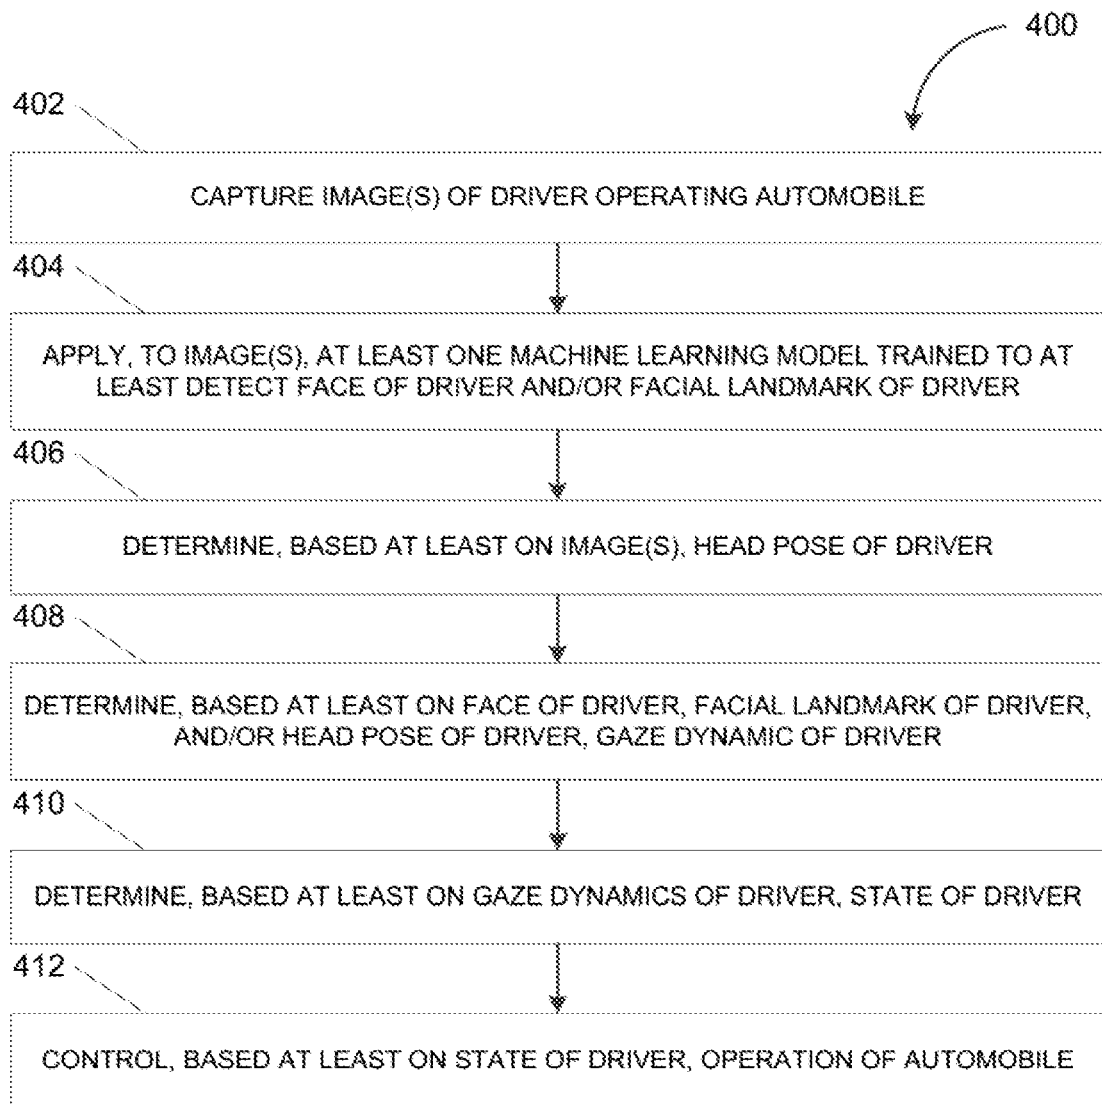 400
402
CAPTURE IMAGE(S) OF DRIVER OPERATING AUTOMOBILE
404
APPLY, TO IMAGE(S), AT LEAST ONE MACHINE LEARNING MODEL TRAINED TO AT
LEAST DETECT FACE OF DRIVER AND/OR FACIAL LANDMARK OF DRIVER
406
DETERMINE, BASED AT LEAST ON IMAGE(S), HEAD POSE OF DRIVER
408
DETERMINE, BASED AT LEAST ON FACE OF DRIVER, FACIAL LANDMARK OF DRIVER,
AND/OR HEAD POSE OF DRIVER, GAZE DYNAMIC OF DRIVER
410
DETERMINE, BASED AT LEAST ON GAZE DYNAMICS OF DRIVER, STATE OF DRIVER
412
CONTROL, BASED AT LEAST ON STATE OF DRIVER, OPERATION OF AUTOMOBILE